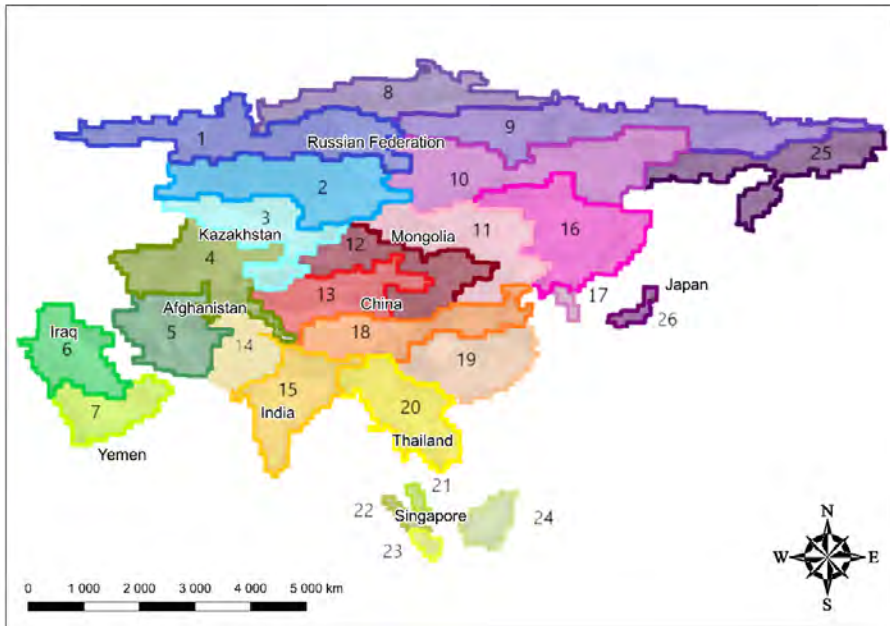 8
1
9
Russian Federation
25
2
10
3
Kazakhstan
12
Mongolia
11
16
4
13
China
17
Japan
26
Afghanistan
5
14
18
19
Iraq
6
7
Yemen
15
India
20
Thailand
21
22
Singapore
24
23
N
W
E
S
0
1 000
2 000
3 000
4 000
5 000 km